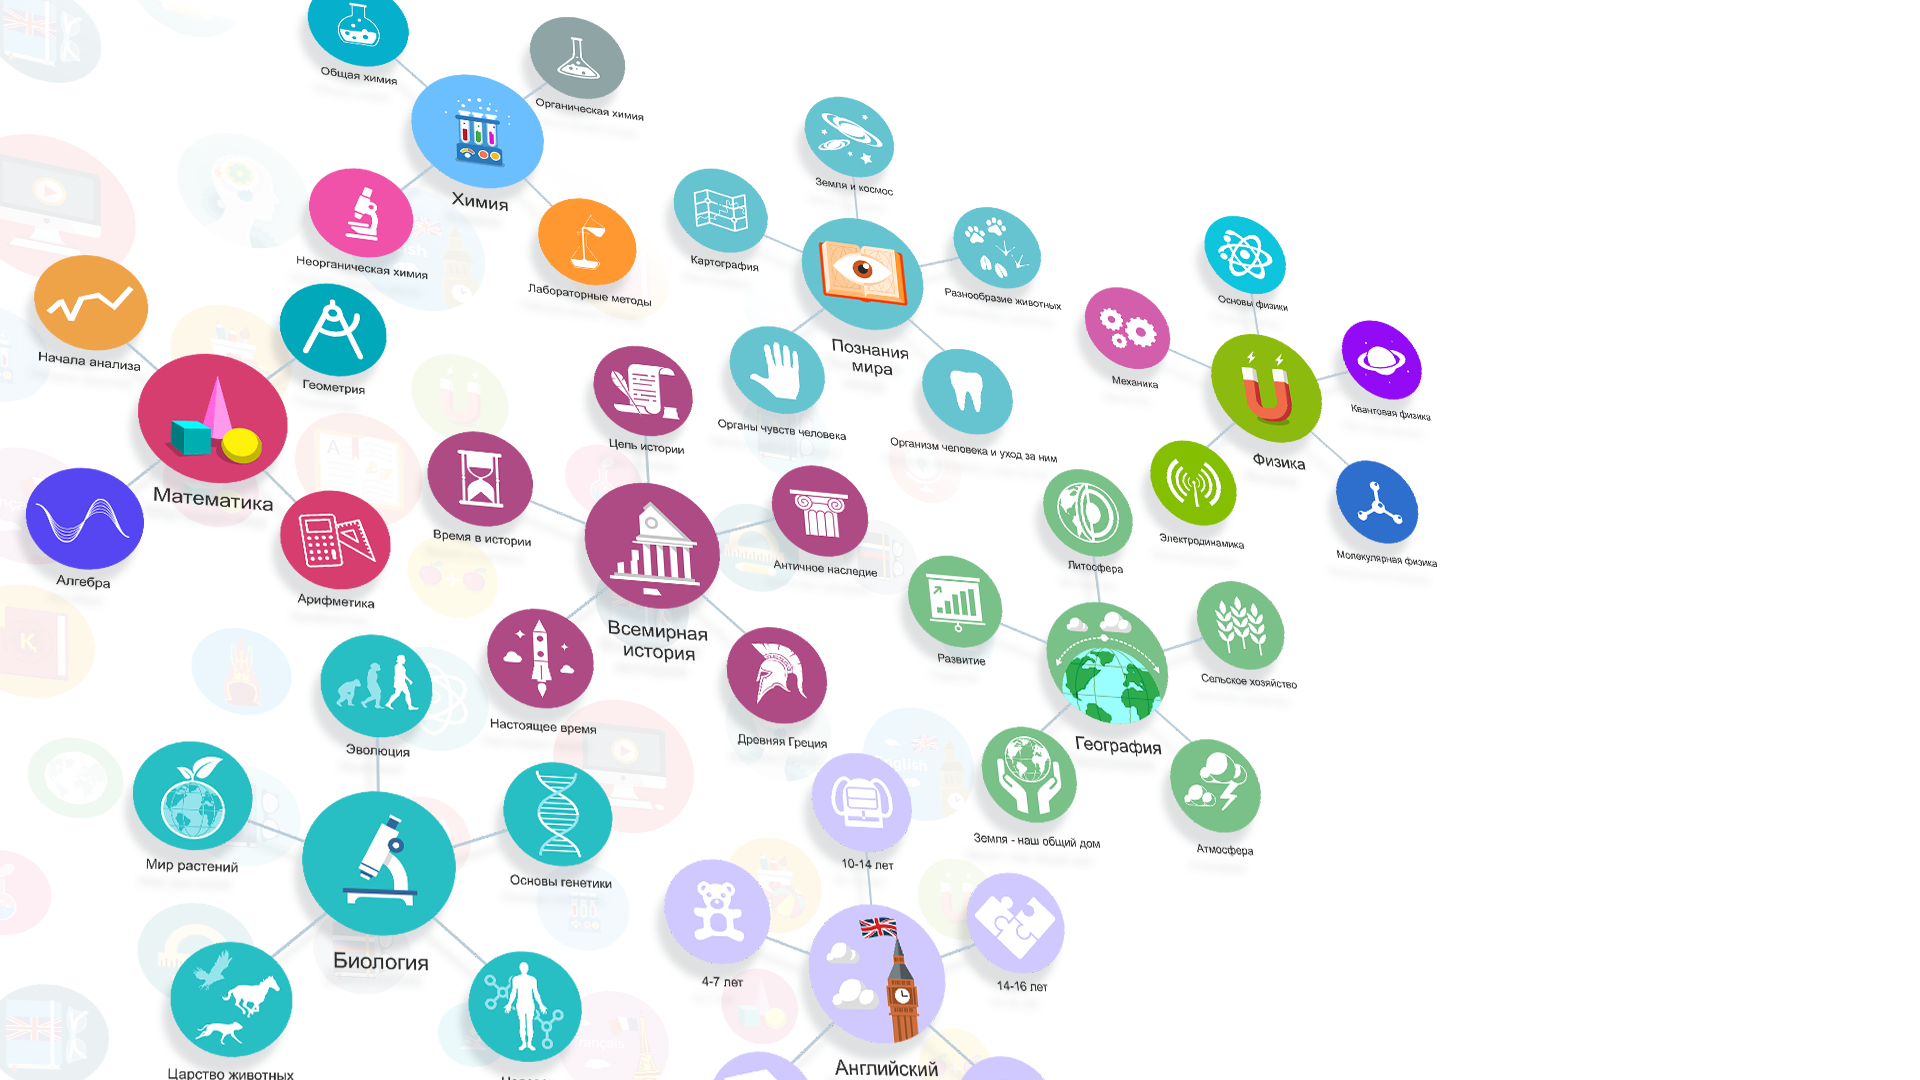 Общая химия
Органическая химия
Химия
Неорганическая химия
Лабораторные методы
Земля и космос
Картография
Разнообразие животных
Познания
мира
Органы чувств человека
Организм человека и уход за ним
Основы физики
Механика
Квантовая физика
Физика
Электродинамика
Молекулярная физика
Начала анализа
Геометрия
Математика
Алгебра
Арифметика
Цепь истории
Время в истории
Античное наследие
Всемирная
история
Настоящее время
Древняя Греция
Литосфера
Развитие
Сельское хозяйство
География
Земля - наш общий дом
Атмосфера
Эволюция
Мир растений
Основы генетики
Биология
Царство животных
10-14 лет
4-7 лет
14-16 лет
Английский